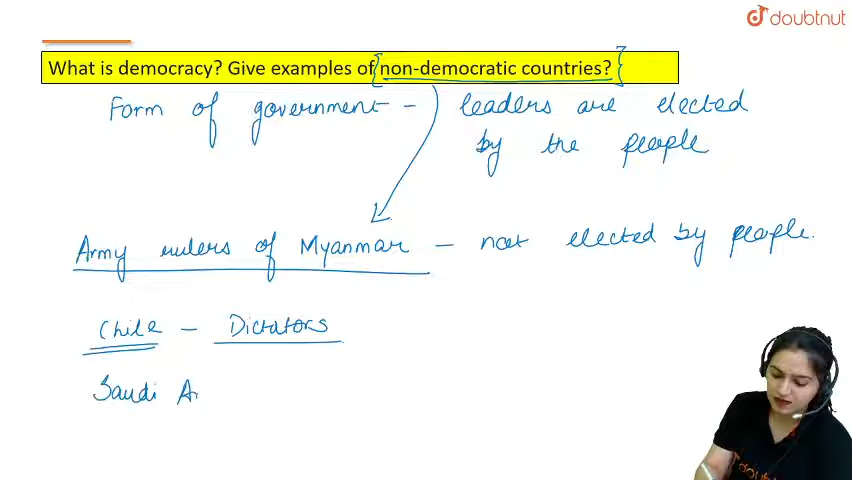 doubtnut
What is democracy? Give examples of {non-democratic countries?}
Form of government - leaders are elected
by the people
Army rulers of Myanmar - not elected by people.
Chile - Dictators
Saudi A